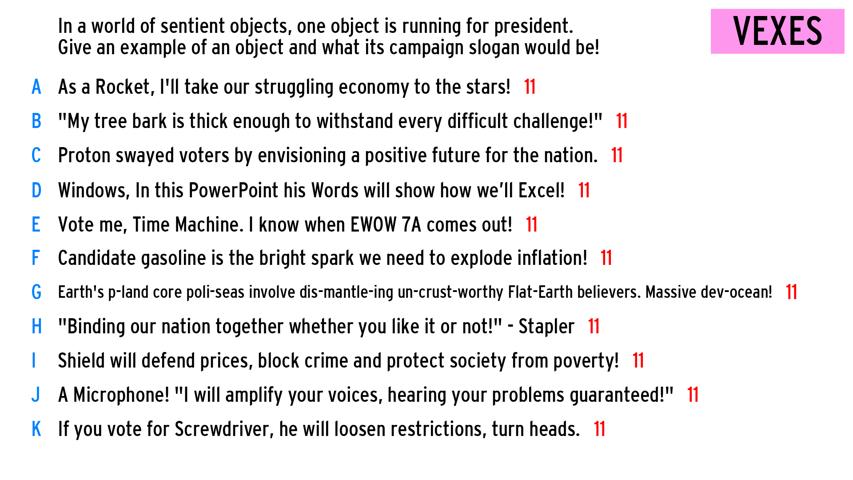 In a world of sentient objects, one object is running for president.
Give an example of an object and what its campaign slogan would be!
VEXES
A As a Rocket, I'll take our struggling economy to the stars! 11
B "My tree bark is thick enough to withstand every difficult challenge!" 11
C Proton swayed voters by envisioning a positive future for the nation. 11
D Windows, In this PowerPoint his Words will show how we'll Excel! 11
E Vote me, Time Machine. I know when EWOW 7A comes out! 11
F Candidate gasoline is the bright spark we need to explode inflation! 11
G Earth's p-land core poli-seas involve dis-mantle-ing un-crust-worthy Flat-Earth believers. Massive dev-ocean! 11
H "Binding our nation together whether you like it or not!" - Stapler 11
I Shield will defend prices, block crime and protect society from poverty! 11
J A Microphone! "I will amplify your voices, hearing your problems guaranteed!" 11
K If you vote for Screwdriver, he will loosen restrictions, turn heads. 11